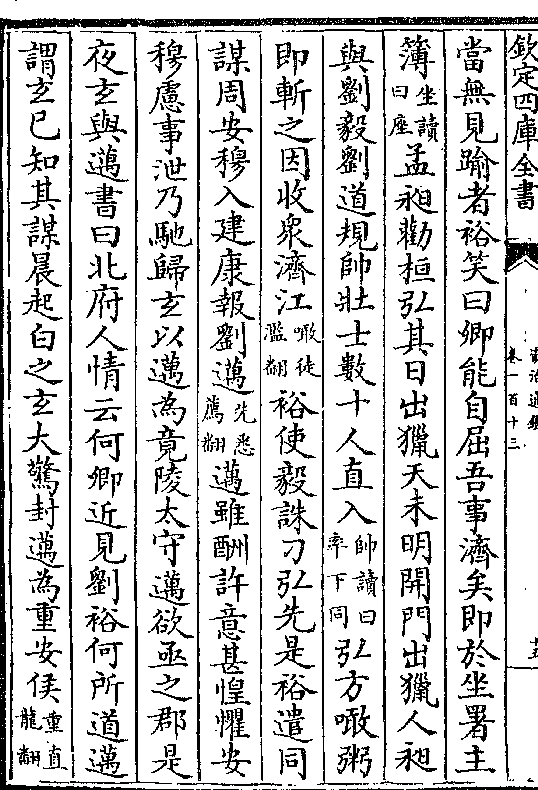 欽定四庫全書
資治通鑑
卷一百十三
當無見踰者裕笑曰卿能自屈吾事濟矣即於坐署主
簿坐讀曰座孟昶勸桓弘其日出獵天未明開門出獵人昶
與劉毅劉道規帥壯士數十人直入帥讀曰率下同弘方噉粥
即斬之因收衆濟江噉徒濫翻裕使毅誅刁弘先是裕遣同
謀周安穆入建康報劉邁先悉薦翻邁雖酬許意甚惶懼安
穆慮事泄乃馳歸玄以邁為竟陵太守邁欲亟之郡是
夜玄與邁書曰北府人情云何卿近見劉裕何所道邁
謂玄已知其謀晨起白之玄大驚封邁為重安侯重直龍翻